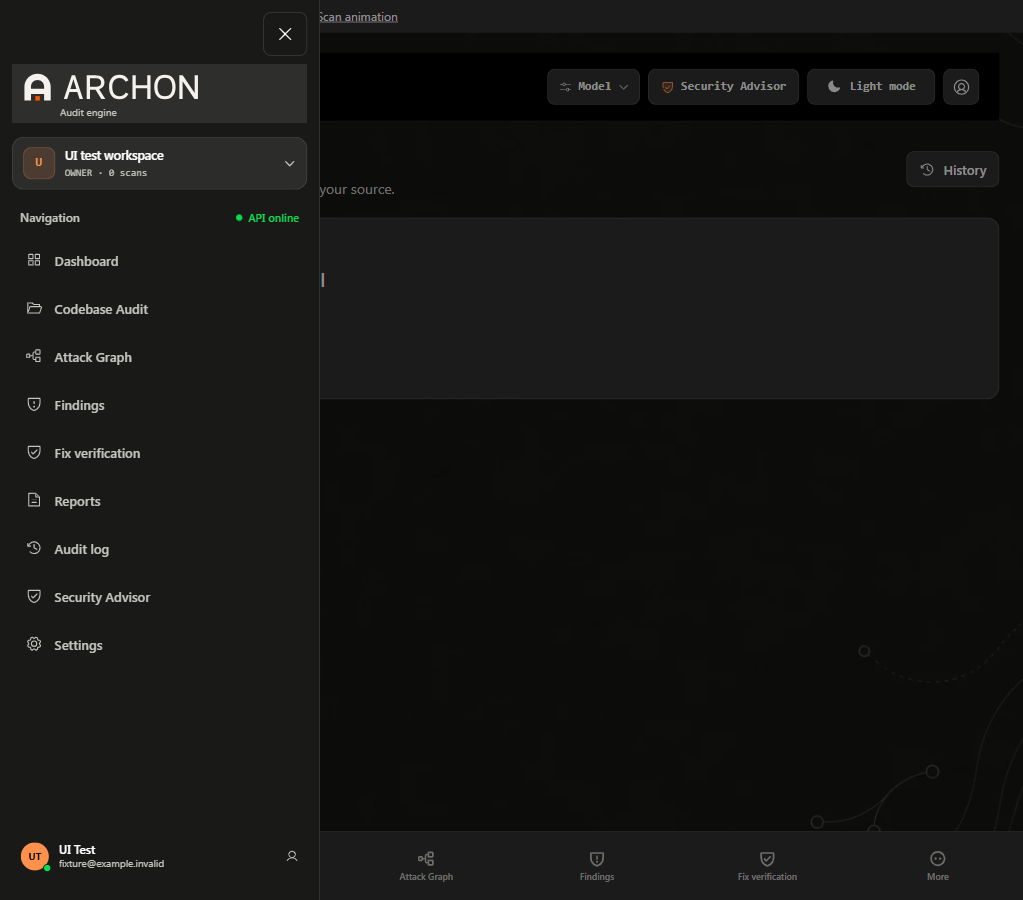 Scan animation
ARCHON
Audit engine
Model
Security Advisor
Light mode
U
UI test workspace
OWNER · 0 scans
History
your source.
Navigation
API online
Dashboard
Codebase Audit
Attack Graph
Findings
Fix verification
Reports
Audit log
Security Advisor
Settings
UT
UI Test
fixture@example.invalid
Attack Graph
Findings
Fix verification
More